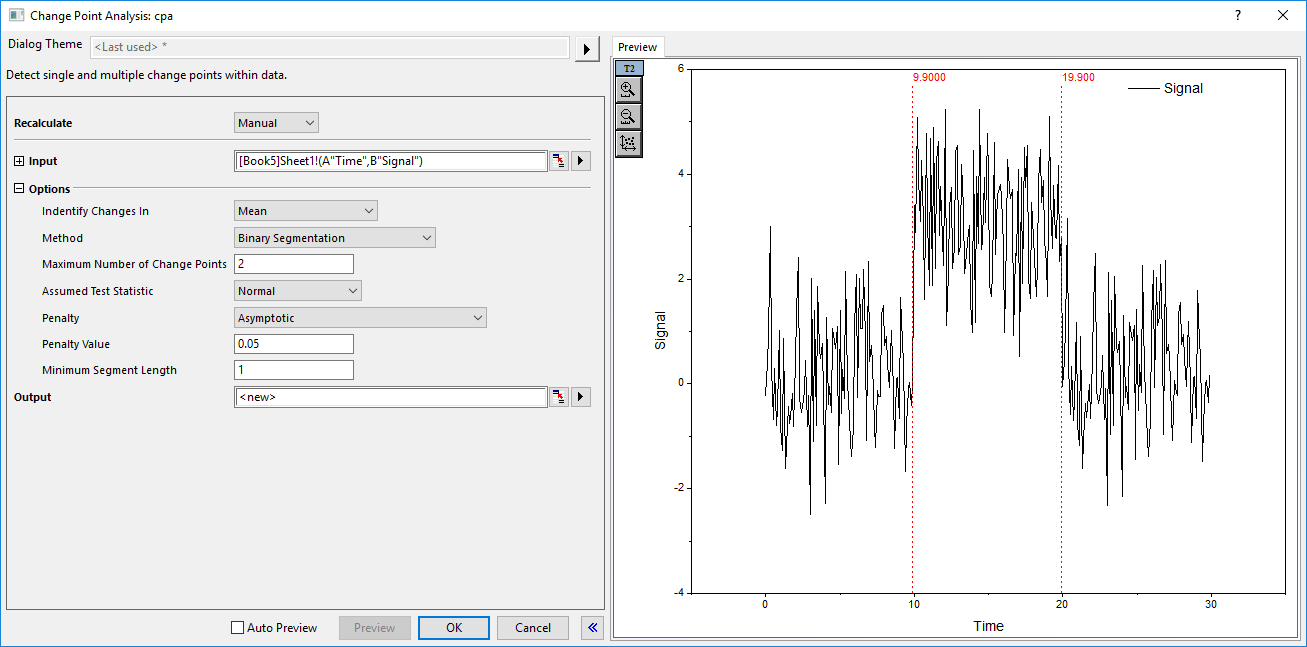 Change Point Analysis: cpa
?
Dialog Theme <Last used> *
Detect single and multiple change points within data.
Recalculate Manual
Input [Book5]Sheet1!(A"Time",B"Signal")
Options
Indentify Changes In Mean
Method Binary Segmentation
Maximum Number of Change Points 2
Assumed Test Statistic Normal
Penalty Asymptotic
Penalty Value 0.05
Minimum Segment Length 1
Output <new>
Auto Preview Preview OK Cancel «
Preview
T2
9.9000 19.900
Signal
6
4
2
0
-2
-4
Signal
0 10 20 30
Time